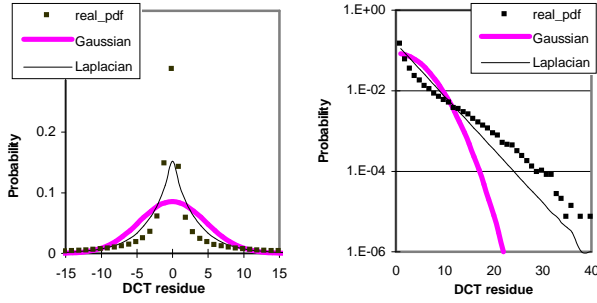 real_pdf
Gaussian
Laplacian
Probability
0.2
0.1
0
-15 -10 -5 0 5 10 15
DCT residue
real_pdf
Gaussian
Laplacian
Probability
1.E+00
1.E-02
1.E-04
1.E-06
0 10 20 30 40
DCT residue